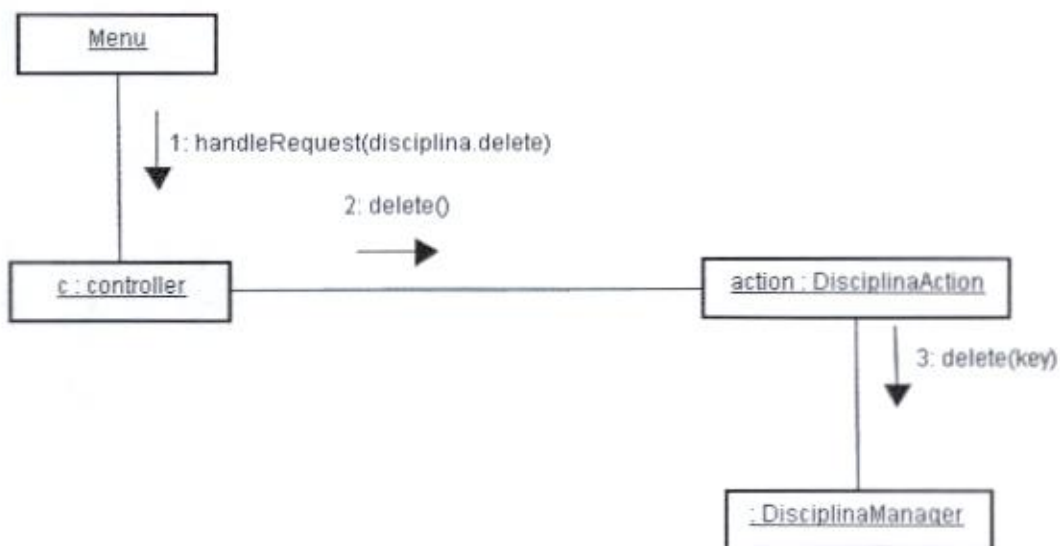 Menu
1: handleRequest(disciplina.delete)
2: delete()
c : controller
action : DisciplinaAction
3: delete(key)
: DisciplinaManager